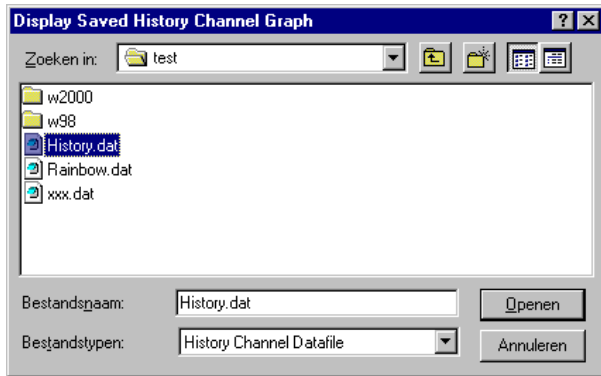 Display Saved History Channel Graph
Zoeken in: test
w2000
w98
History.dat
Rainbow.dat
xxx.dat
Bestandsnaam: History.dat Openen
Bestandstypen: History Channel Datafile Annuleren